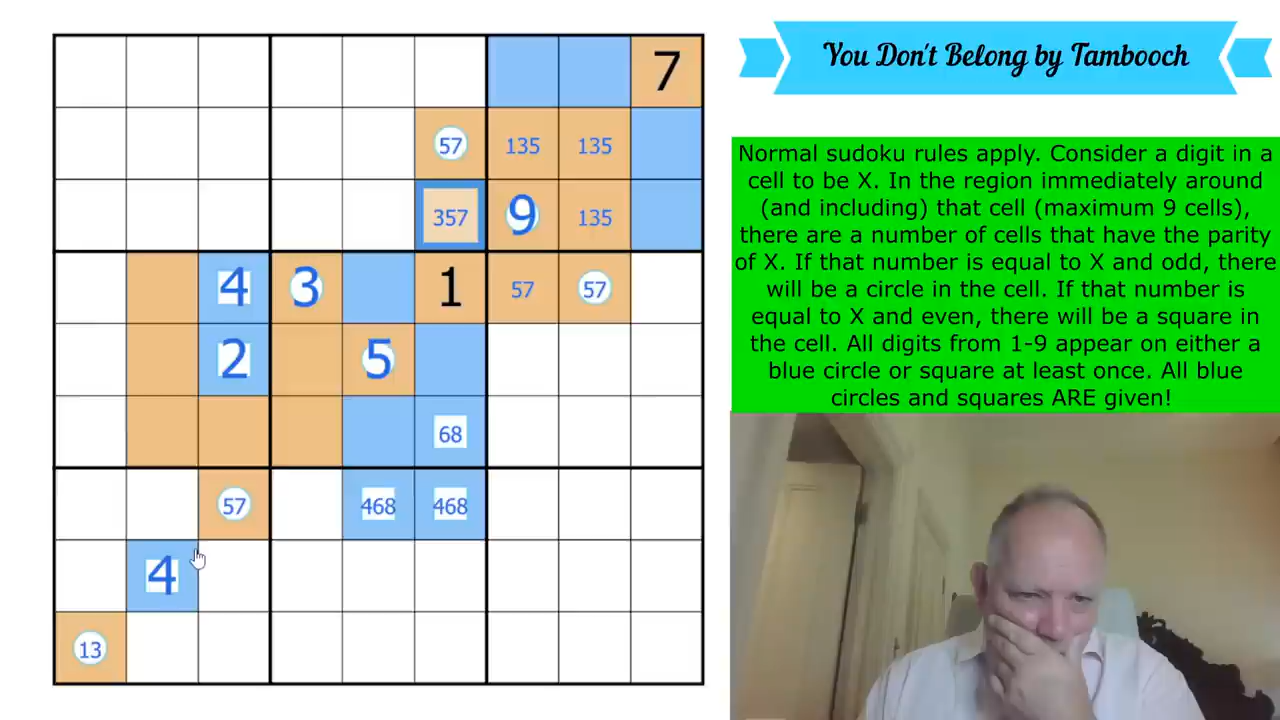 You Don't Belong by Tambooch
7
57 135 135
357 9 135
4 3 1 57 57
2 5
68
57 468 468
4
13
Normal sudoku rules apply. Consider a digit in a
cell to be X. In the region immediately around
(and including) that cell (maximum 9 cells),
there are a number of cells that have the parity
of X. If that number is equal to X and odd, there
will be a circle in the cell. If that number is
equal to X and even, there will be a square in
the cell. All digits from 1-9 appear on either a
blue circle or square at least once. All blue
circles and squares ARE given!